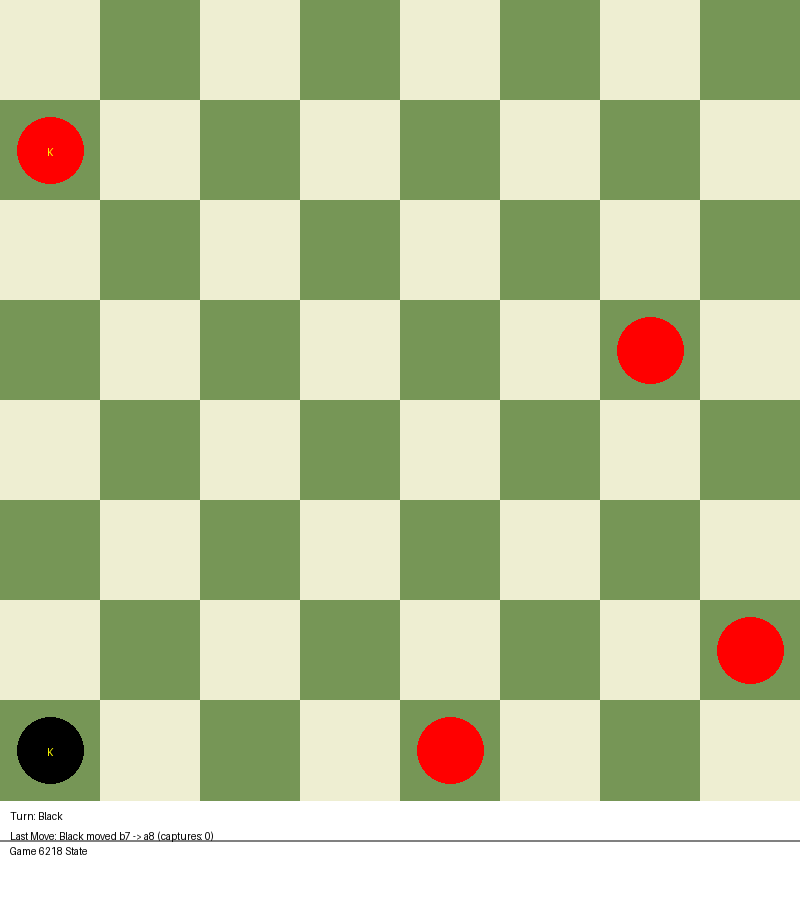 K
K
Turn: Black
Last Move: Black moved b7 -> a8 (captures: 0)
Game 6218 State